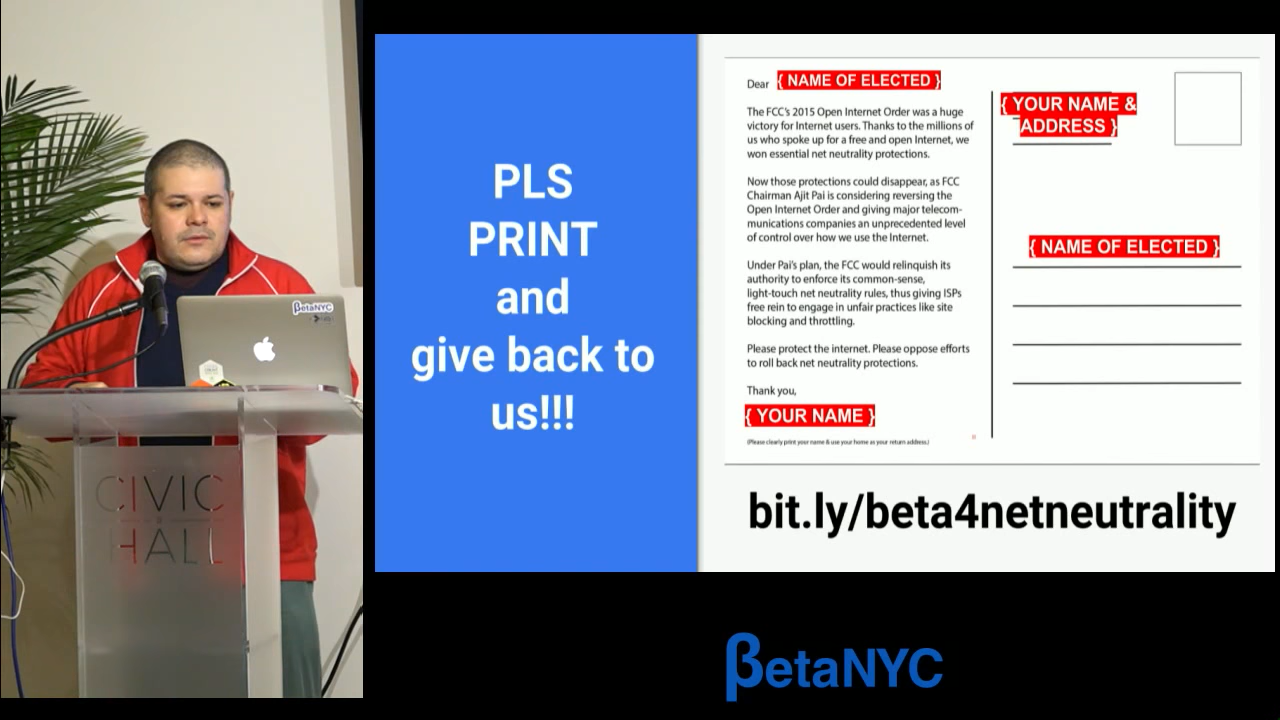 βetaNYC
CIVIC
HALL
PLS
PRINT
and
give back to
us!!!
Dear { NAME OF ELECTED }
The FCC's 2015 Open Internet Order was a huge
victory for Internet users. Thanks to the millions of
us who spoke up for a free and open Internet, we
won essential net neutrality protections.
Now those protections could disappear, as FCC
Chairman Ajit Pai is considering reversing the
Open Internet Order and giving major telecom-
munications companies an unprecedented level
of control over how we use the Internet.
Under Pai's plan, the FCC would relinquish its
authority to enforce its common-sense,
light-touch net neutrality rules, thus giving ISPs
free rein to engage in unfair practices like site
blocking and throttling.
Please protect the internet. Please oppose efforts
to roll back net neutrality protections.
Thank you,
{ YOUR NAME }
(Please clearly print your name & use your home as your return address.)
{ YOUR NAME &
ADDRESS }
{ NAME OF ELECTED }
bit.ly/beta4netneutrality
βetaNYC